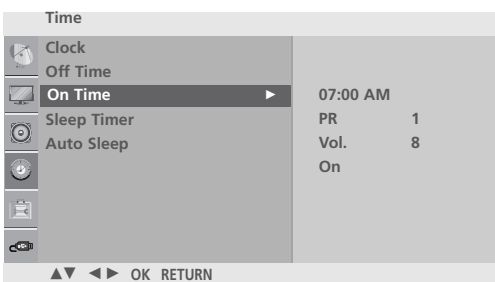 Time
Clock
Off Time
On Time ►
07:00 AM
Sleep Timer
PR 1
Auto Sleep
Vol. 8
On
▲▼ ◄► OK RETURN